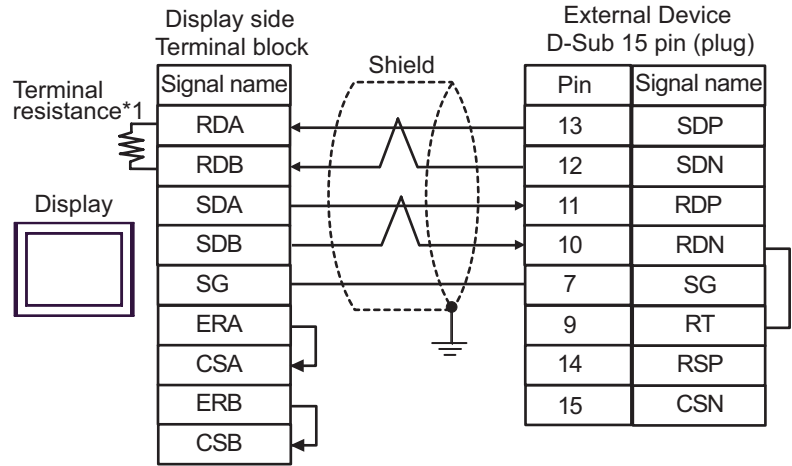 Display side
Terminal block
External Device
D-Sub 15 pin (plug)
Shield
Terminal
resistance*1
Display
Signal name
RDA
RDB
SDA
SDB
SG
ERA
CSA
ERB
CSB
Pin Signal name
13 SDP
12 SDN
11 RDP
10 RDN
7 SG
9 RT
14 RSP
15 CSN